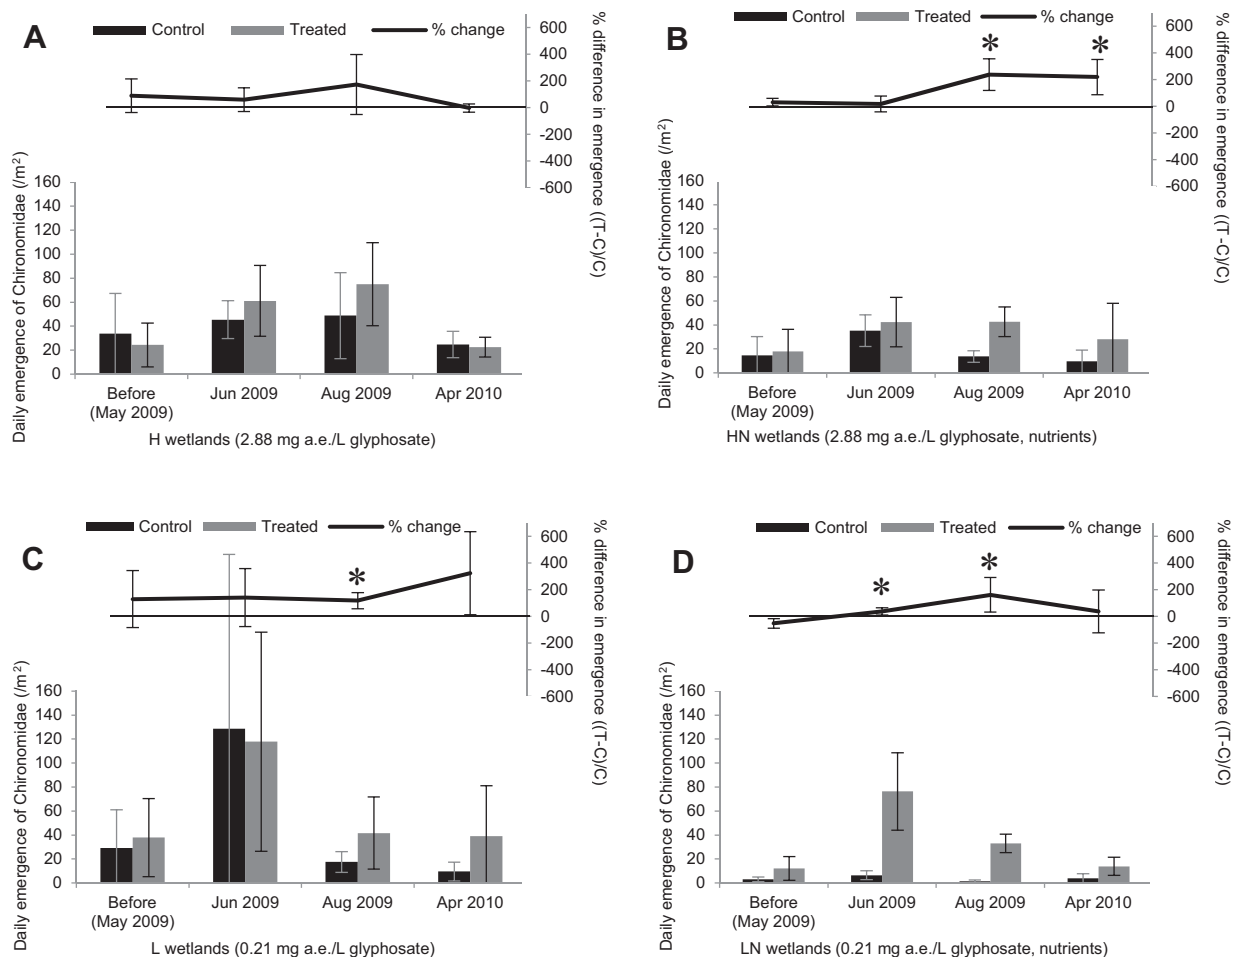 A
Control Treated % change
600
400
200
0
-200
-400
-600
% difference in emergence ((T-C)/C)
Daily emergence of Chironomidae (/m²)
160
140
120
100
80
60
40
20
0
Before Jun 2009 Aug 2009 Apr 2010
(May 2009)
H wetlands (2.88 mg a.e./L glyphosate)
B
Control Treated % change
* *
600
400
200
0
-200
-400
-600
% difference in emergence ((T-C)/C)
Daily emergence of Chironomidae (/m²)
160
140
120
100
80
60
40
20
0
Before Jun 2009 Aug 2009 Apr 2010
(May 2009)
HN wetlands (2.88 mg a.e./L glyphosate, nutrients)
C
Control Treated % change
*
600
400
200
0
-200
-400
-600
% difference in emergence ((T-C)/C)
Daily emergence of Chironomidae (/m²)
160
140
120
100
80
60
40
20
0
Before Jun 2009 Aug 2009 Apr 2010
(May 2009)
L wetlands (0.21 mg a.e./L glyphosate)
D
Control Treated % change
* *
600
400
200
0
-200
-400
-600
% difference in emergence ((T-C)/C)
Daily emergence of Chironomidae (/m²)
160
140
120
100
80
60
40
20
0
Before Jun 2009 Aug 2009 Apr 2010
(May 2009)
LN wetlands (0.21 mg a.e./L glyphosate, nutrients)